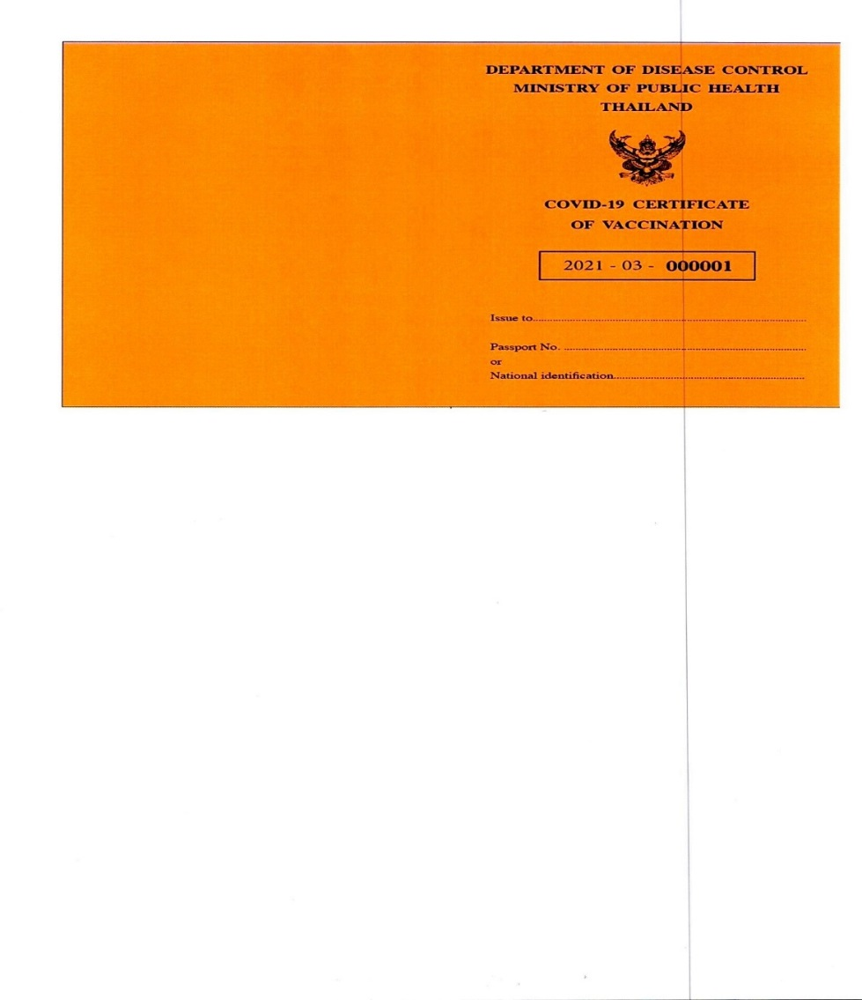 DEPARTMENT OF DISEASE CONTROL
MINISTRY OF PUBLIC HEALTH
THAILAND
COVID-19 CERTIFICATE
OF VACCINATION
2021 - 03 - 000001
Issue to
Passport No.
or
National identification